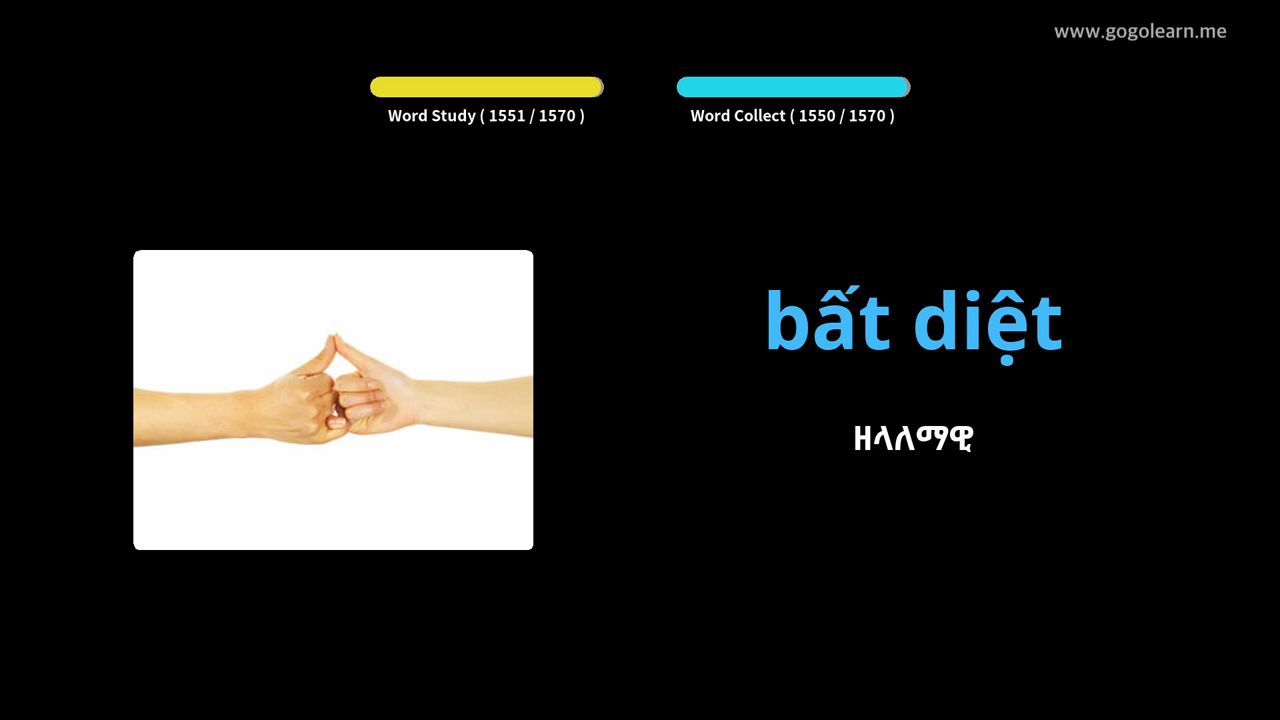 www.gogolearn.me
Word Study ( 1551 / 1570 )
Word Collect ( 1550 / 1570 )
bất diệt
ዘላለማዊ